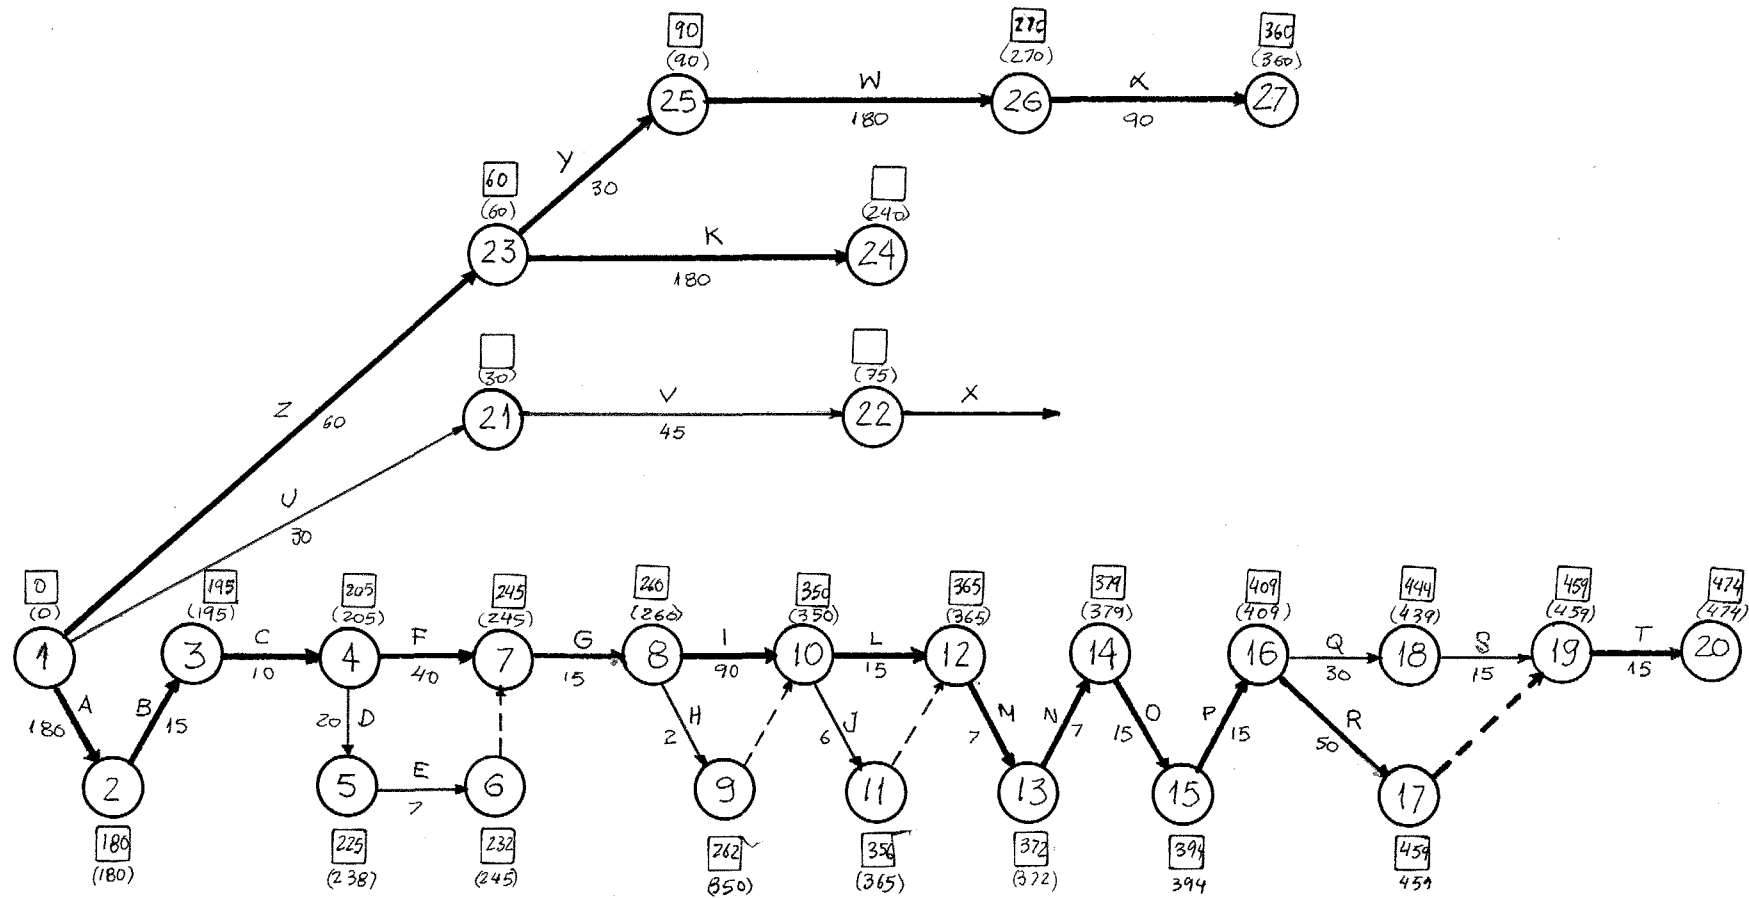 90 270 360
(90) (270) (360)
25 W 26 α 27
180 90
Y
60 30
(60) (240)
23 K 24
180
(30) (75)
Z 21 V 22 X
60 45
U
30
0 195 205 245 260 350 365 379 409 444 459 474
(0) (195) (205) (245) (260) (350) (365) (379) (409) (439) (459) (474)
1 3 C 4 F 7 G 8 I 10 L 12 14 16 Q 18 S 19 T 20
10 40 15 90 15 30 15 15
A B D H J M N O P R
180 15 20 2 6 7 7 15 15 50
2 5 E 6 9 11 13 15 17
7
180 225 232 262 356 372 394 459
(180) (238) (245) (350) (365) (372) 394 459